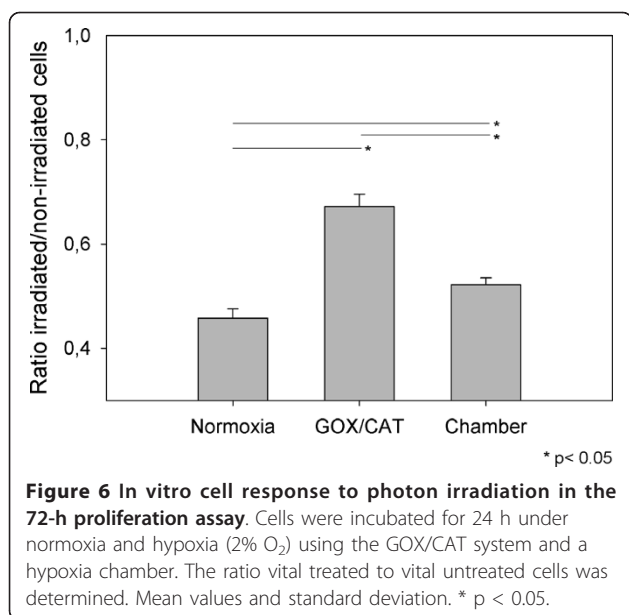 1,0
0,8
0,6
0,4
Ratio irradiated/non-irradiated cells
*
*
*
Normoxia GOX/CAT Chamber
* p< 0.05
Figure 6 In vitro cell response to photon irradiation in the
72-h proliferation assay. Cells were incubated for 24 h under
normoxia and hypoxia (2% O₂) using the GOX/CAT system and a
hypoxia chamber. The ratio vital treated to vital untreated cells was
determined. Mean values and standard deviation. * p < 0.05.